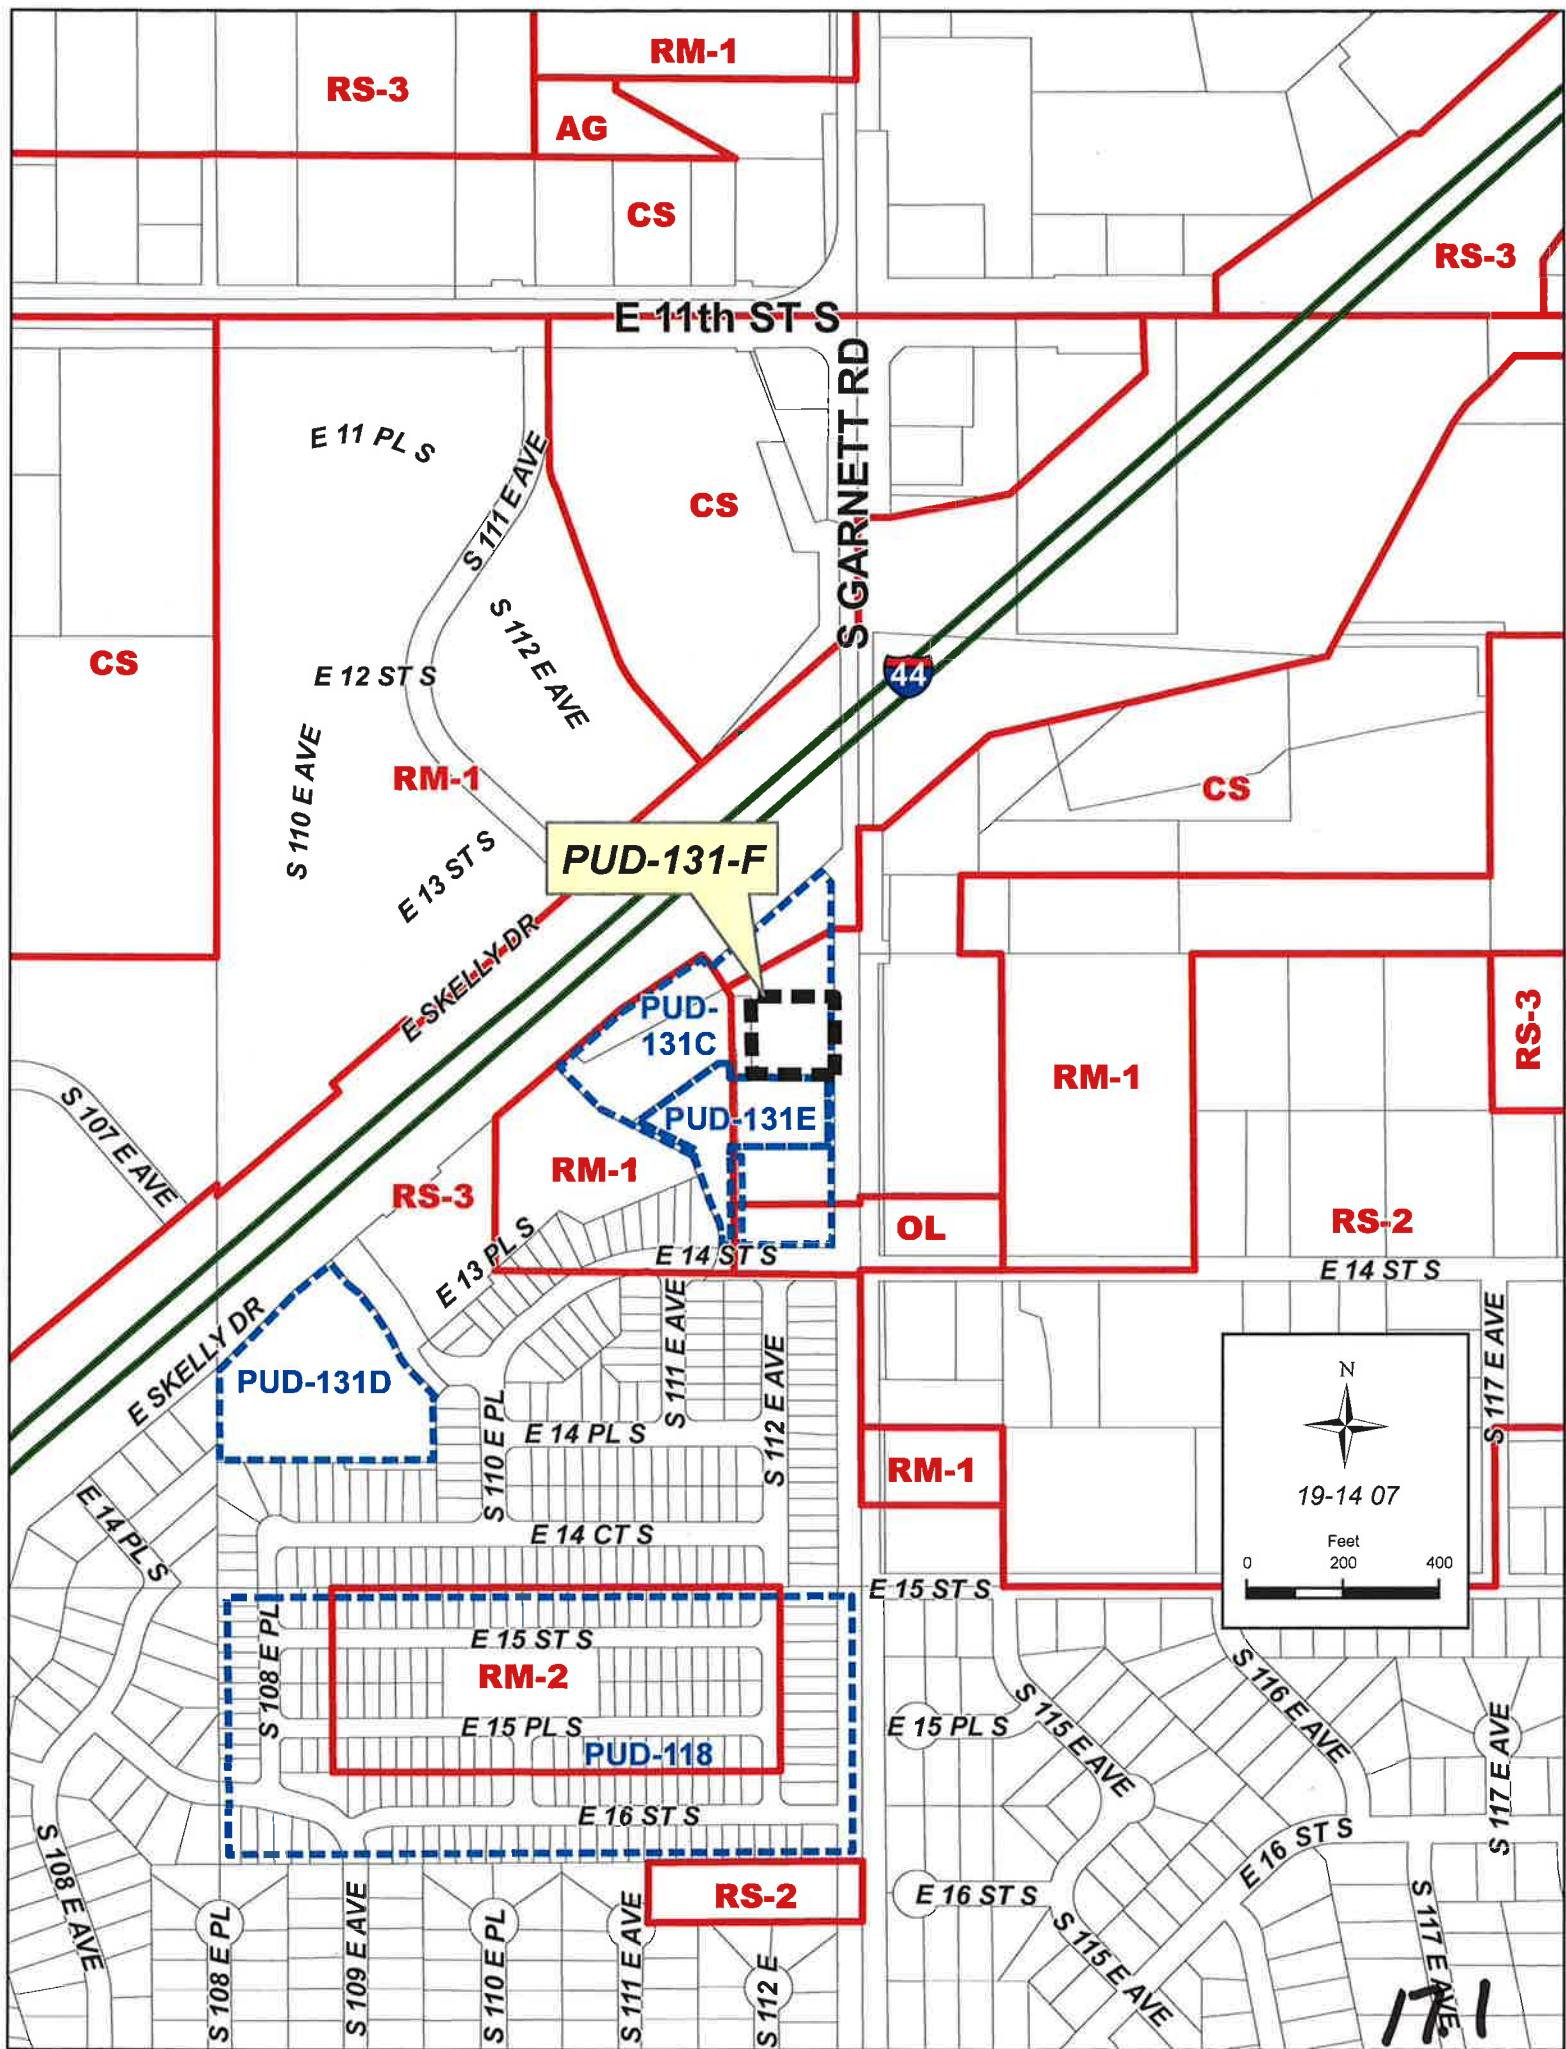 RM-1
RS-3
AG
CS
RS-3
E 11th ST S
S GARNETT RD
E 11 PL S
S 111 E AVE
CS
S 112 E AVE
CS
E 12 ST S
44
S 110 E AVE
RM-1
CS
E 13 ST S
PUD-131-F
E SKELLY DR
PUD-
131C
RS-3
RM-1
S 107 E AVE
PUD-131E
RM-1
RS-3
OL
RS-2
E 13 PL S
E 14 ST S
E 14 ST S
E SKELLY DR
PUD-131D
S 111 E AVE
S 112 E AVE
S 117 E AVE
N
19-14 07
Feet
0 200 400
S 110 E PL
E 14 PL S
RM-1
E 14 PL S
E 14 CT S
E 15 ST S
S 108 E PL
E 15 ST S
RM-2
E 15 PL S
PUD-118
E 15 PL S
S 115 E AVE
S 116 E AVE
S 117 E AVE
E 16 ST S
E 16 ST S
S 108 E AVE
RS-2
E 16 ST S
S 115 E AVE
S 117 E AVE
S 108 E PL
S 109 E AVE
S 110 E PL
S 111 E AVE
S 112 E
17.1